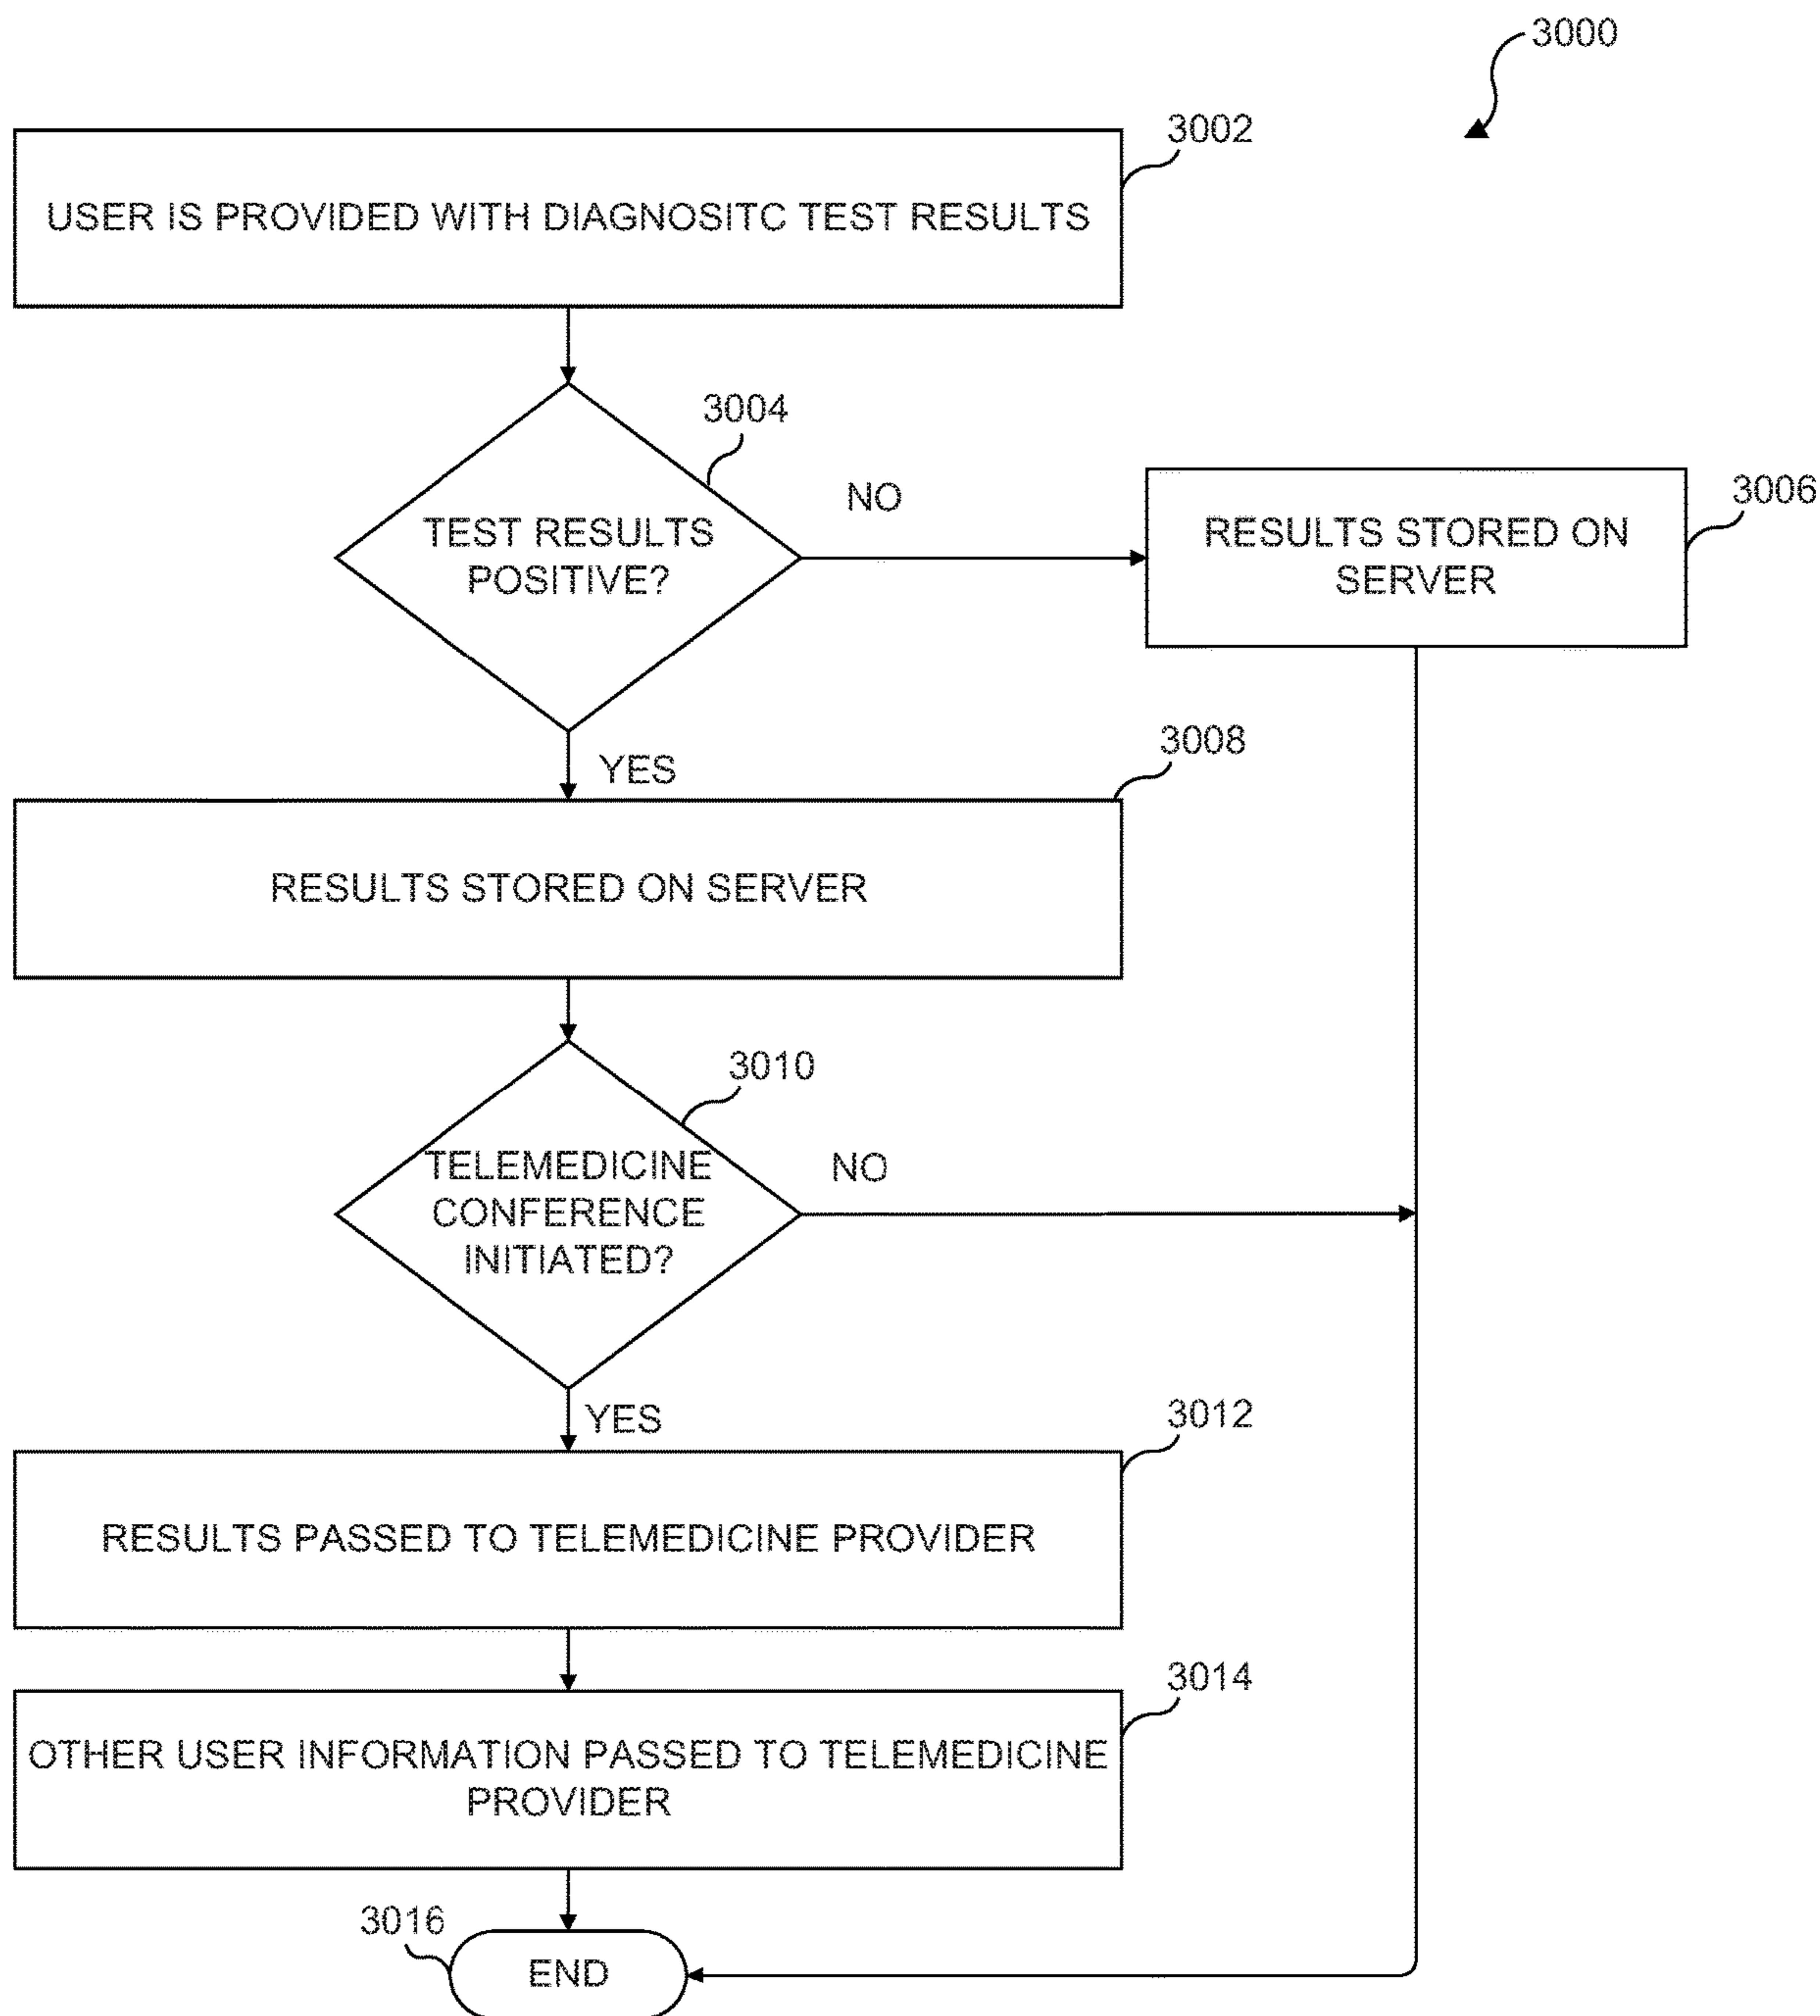 3000
3002
USER IS PROVIDED WITH DIAGNOSITC TEST RESULTS
3004
NO
TEST RESULTS
POSITIVE?
3006
RESULTS STORED ON
SERVER
YES
3008
RESULTS STORED ON SERVER
3010
TELEMEDICINE
CONFERENCE
INITIATED?
NO
YES
3012
RESULTS PASSED TO TELEMEDICINE PROVIDER
3014
OTHER USER INFORMATION PASSED TO TELEMEDICINE
PROVIDER
3016
END